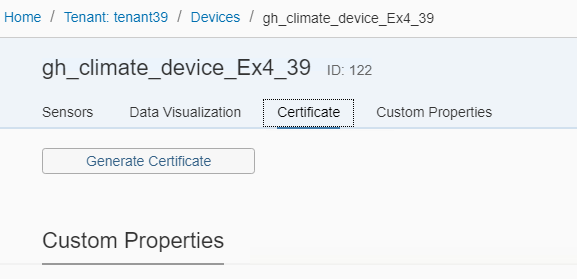 Home / Tenant: tenant39 / Devices / gh_climate_device_Ex4_39
gh_climate_device_Ex4_39 ID: 122
Sensors Data Visualization Certificate Custom Properties
Generate Certificate
Custom Properties